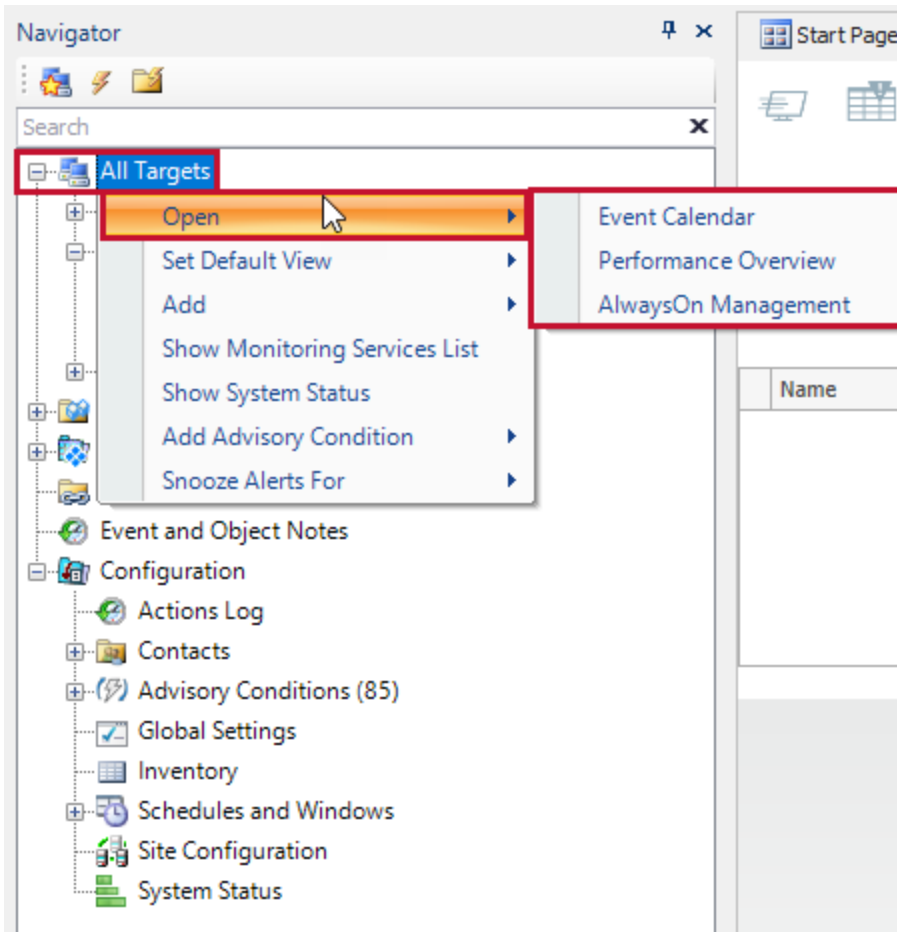 Navigator
Start Page
Search
All Targets
Open
Event Calendar
Set Default View
Performance Overview
Add
AlwaysOn Management
Show Monitoring Services List
Show System Status
Name
Add Advisory Condition
Snooze Alerts For
Event and Object Notes
Configuration
Actions Log
Contacts
Advisory Conditions (85)
Global Settings
Inventory
Schedules and Windows
Site Configuration
System Status